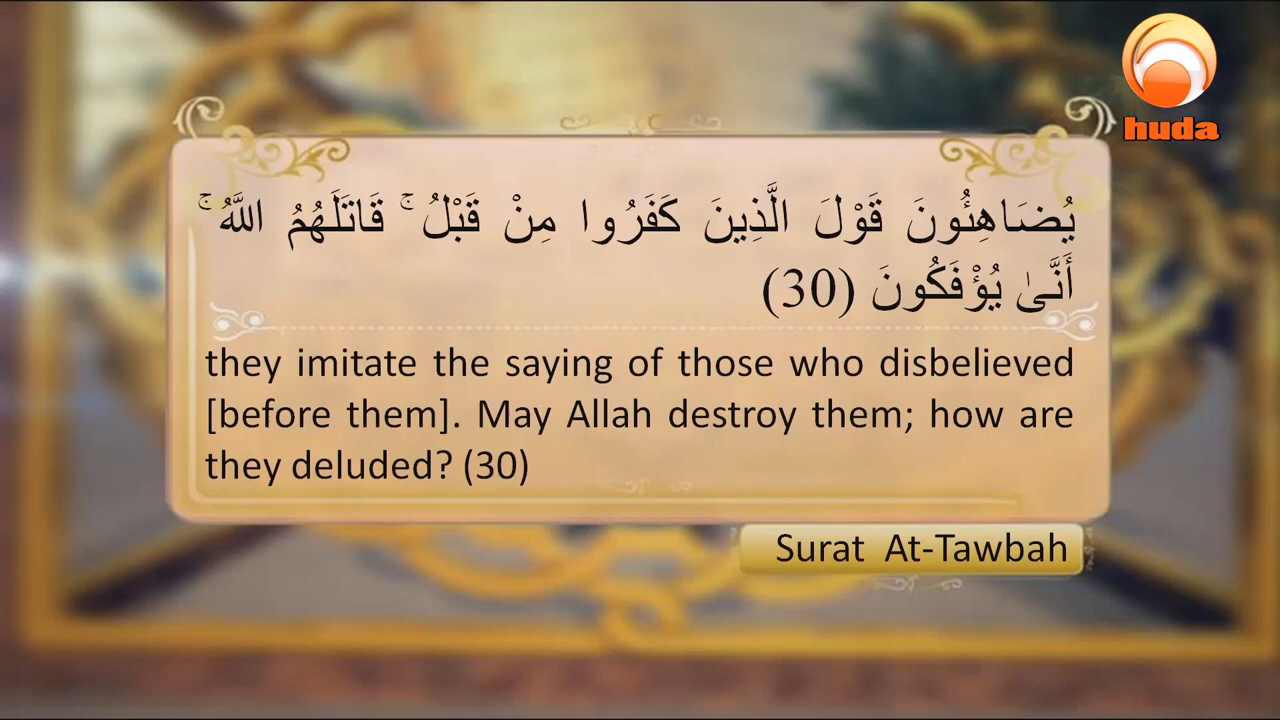 huda
يُضَاهِئُونَ قَوْلَ الَّذِينَ كَفَرُوا مِنْ قَبْلُ ۚ قَاتَلَهُمُ اللَّهُ ۚ
أَنَّىٰ يُؤْفَكُونَ (30)
they imitate the saying of those who disbelieved
[before them]. May Allah destroy them; how are
they deluded? (30)
Surat At-Tawbah